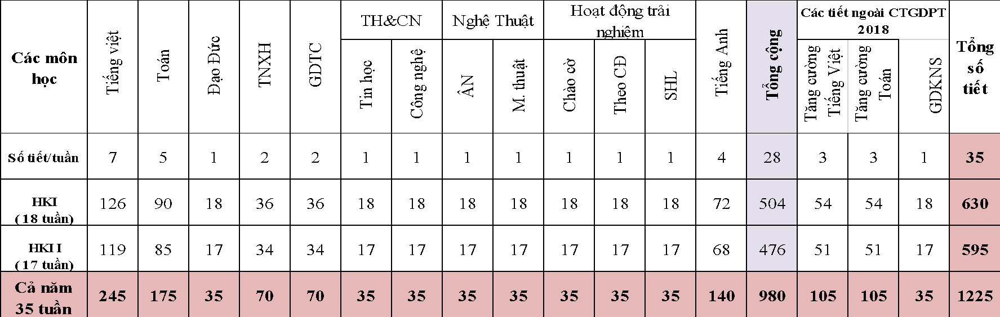 Các môn học
Tiếng việt
Toán
Đạo Đức
TNXH
GDTC
TH&CN
Tin học
Công nghệ
Nghệ Thuật
ÂN
M. thuật
Hoạt động trải nghiệm
Chào cờ
Theo CĐ
SHL
Tiếng Anh
Tổng cộng
Các tiết ngoài CTGDPT 2018
Tăng cường Tiếng Việt
Tăng cường Toán
GDKNS
Tổng số tiết
Số tiết/tuần 7 5 1 2 2 1 1 1 1 1 1 1 4 28 3 3 1 35
HKI ( 18 tuần) 126 90 18 36 36 18 18 18 18 18 18 18 72 504 54 54 18 630
HKI I ( 17 tuần) 119 85 17 34 34 17 17 17 17 17 17 17 68 476 51 51 17 595
Cả năm 35 tuần 245 175 35 70 70 35 35 35 35 35 35 35 140 980 105 105 35 1225